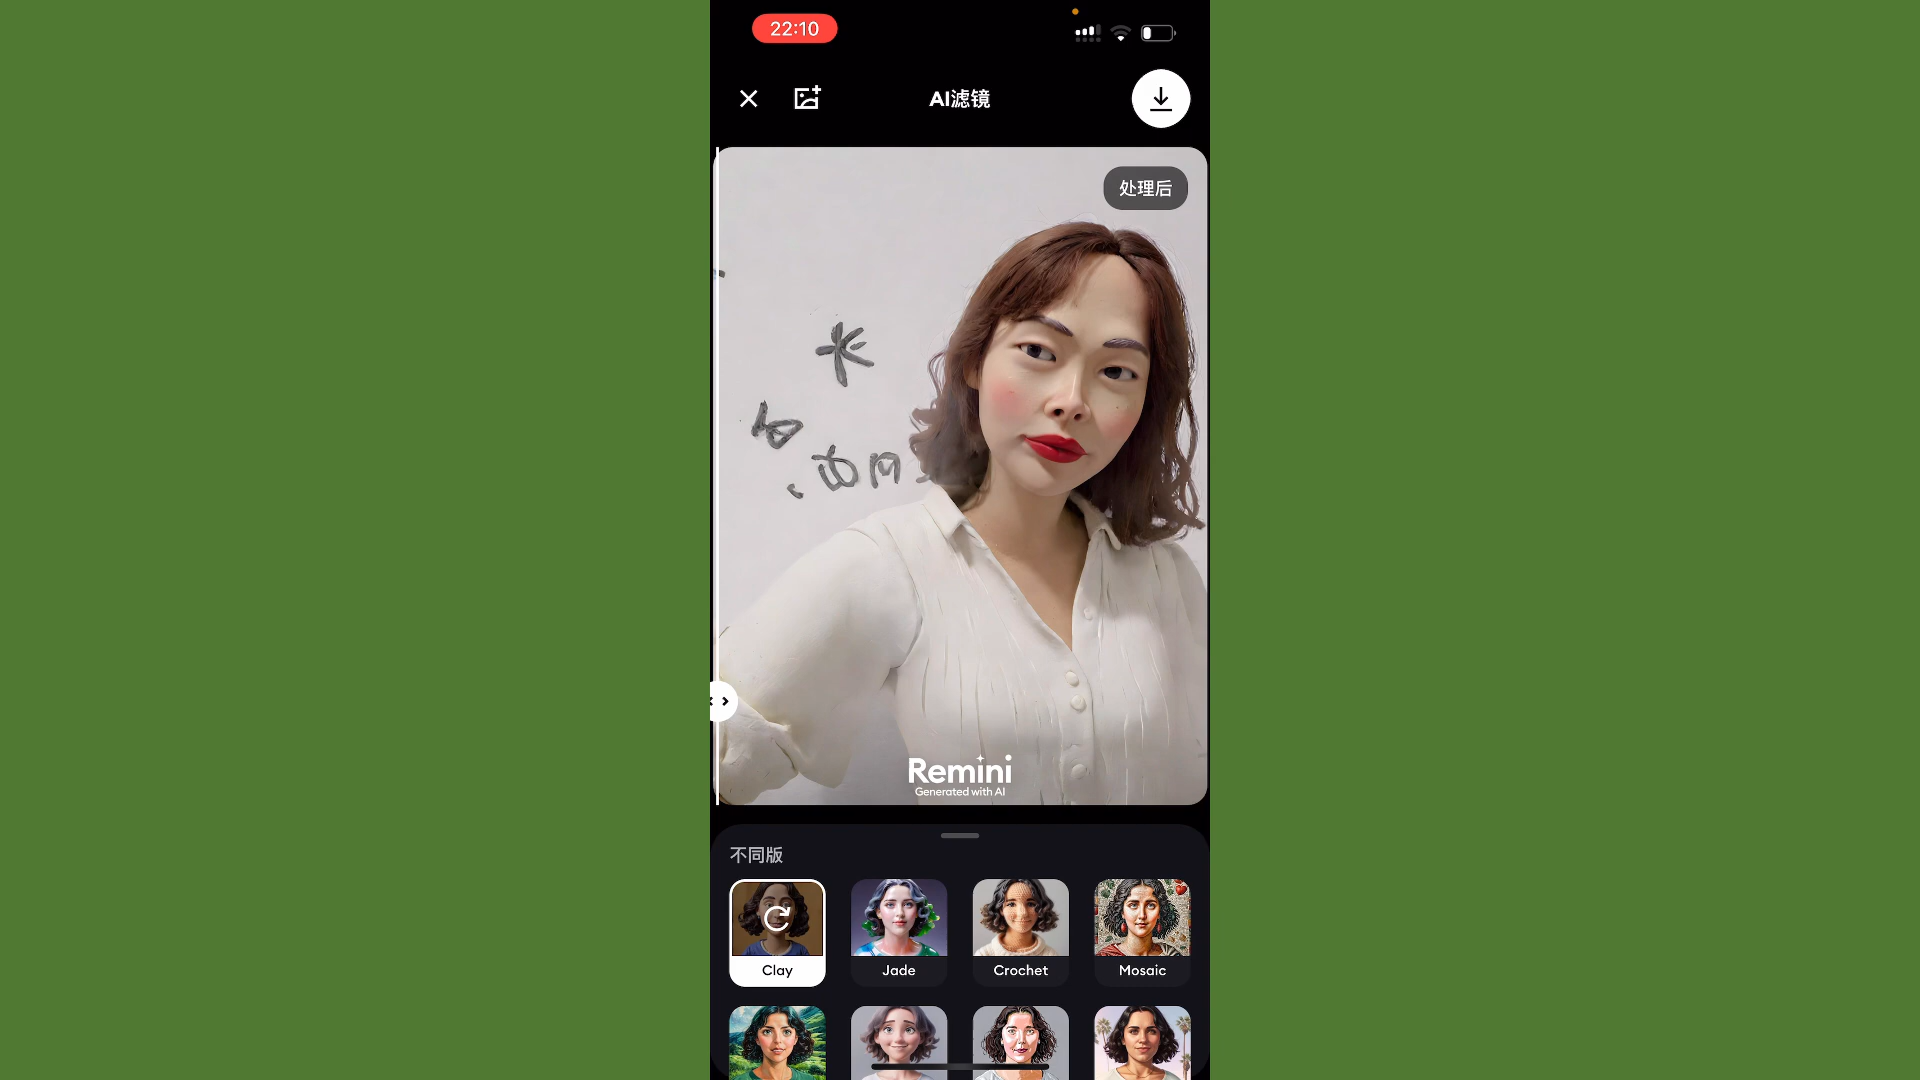 22:10
AI滤镜
处理后
Remini
Generated with AI
不同版
Clay
Jade
Crochet
Mosaic